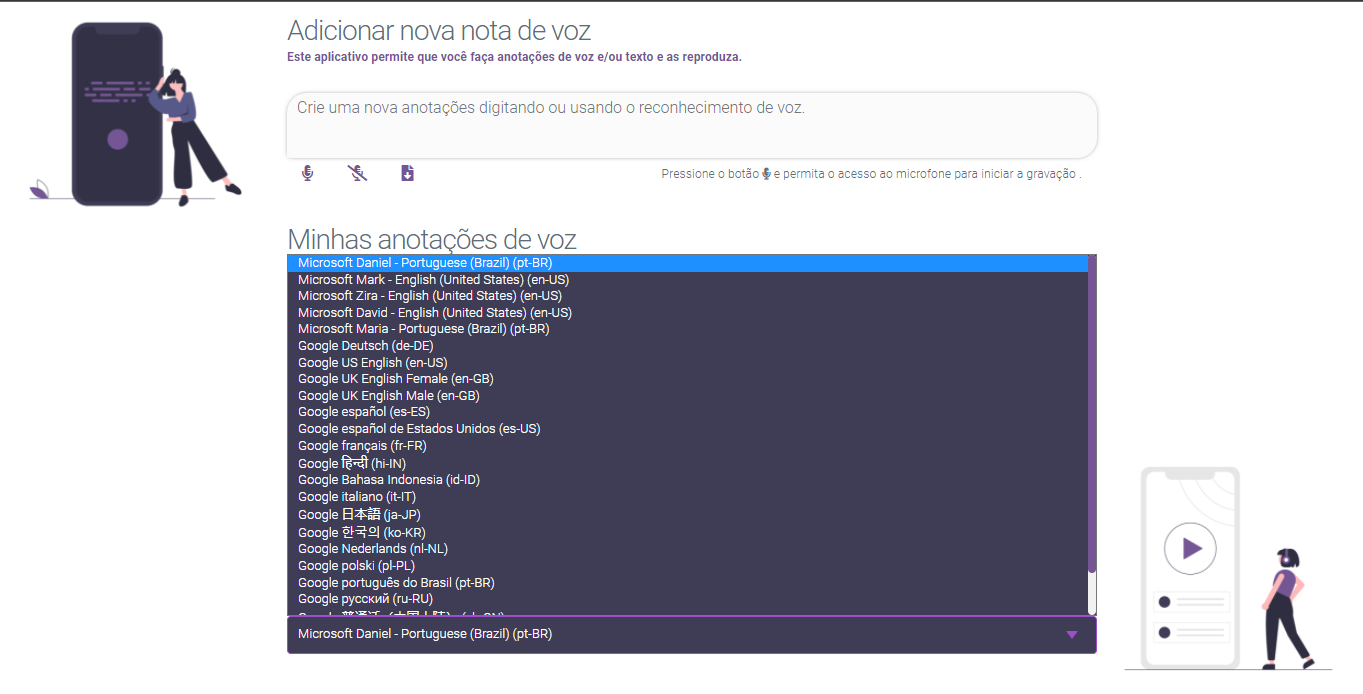 Adicionar nova nota de voz
Este aplicativo permite que você faça anotações de voz e/ou texto e as reproduza.
Crie uma nova anotações digitando ou usando o reconhecimento de voz.
Pressione o botão e permita o acesso ao microfone para iniciar a gravação .
Minhas anotações de voz
Microsoft Daniel - Portuguese (Brazil) (pt-BR)
Microsoft Mark - English (United States) (en-US)
Microsoft Zira - English (United States) (en-US)
Microsoft David - English (United States) (en-US)
Microsoft Maria - Portuguese (Brazil) (pt-BR)
Google Deutsch (de-DE)
Google US English (en-US)
Google UK English Female (en-GB)
Google UK English Male (en-GB)
Google español (es-ES)
Google español de Estados Unidos (es-US)
Google français (fr-FR)
Google हिन्दी (hi-IN)
Google Bahasa Indonesia (id-ID)
Google italiano (it-IT)
Google 日本語 (ja-JP)
Google 한국의 (ko-KR)
Google Nederlands (nl-NL)
Google polski (pl-PL)
Google português do Brasil (pt-BR)
Google русский (ru-RU)
Microsoft Daniel - Portuguese (Brazil) (pt-BR)